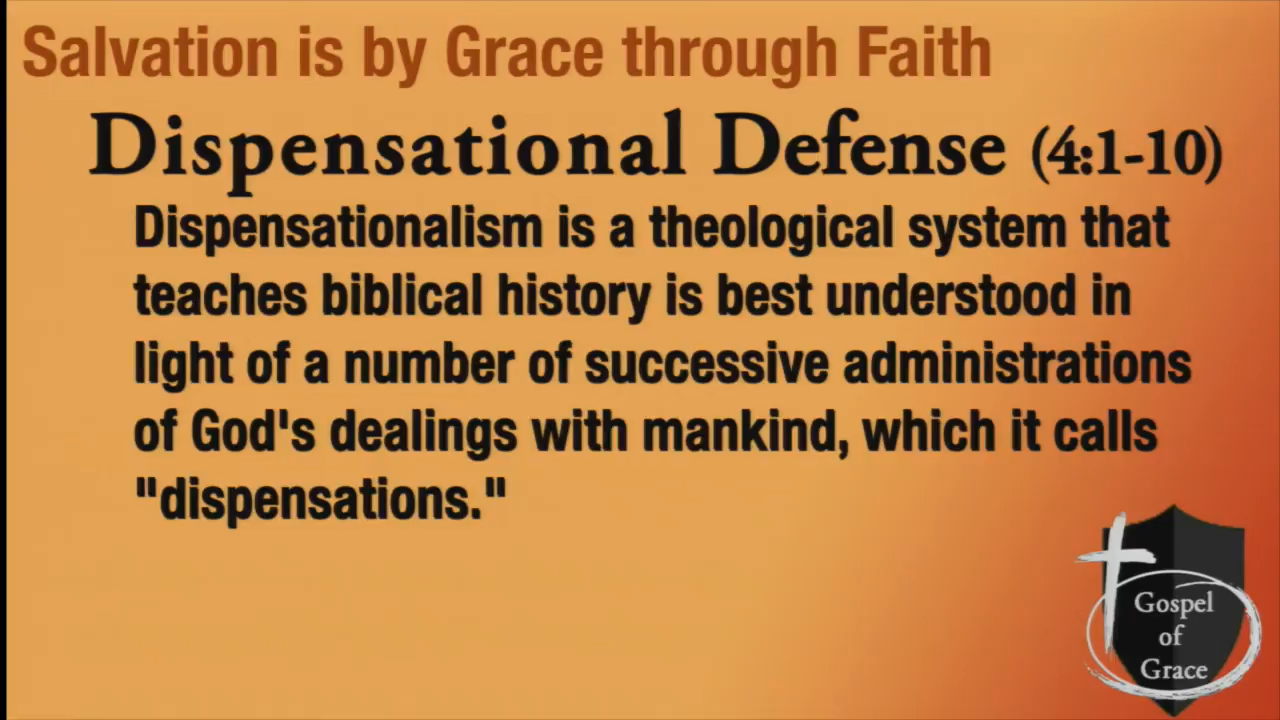 Salvation is by Grace through Faith
Dispensational Defense (4:1-10)
Dispensationalism is a theological system that
teaches biblical history is best understood in
light of a number of successive administrations
of God's dealings with mankind, which it calls
"dispensations."
Gospel
of
Grace